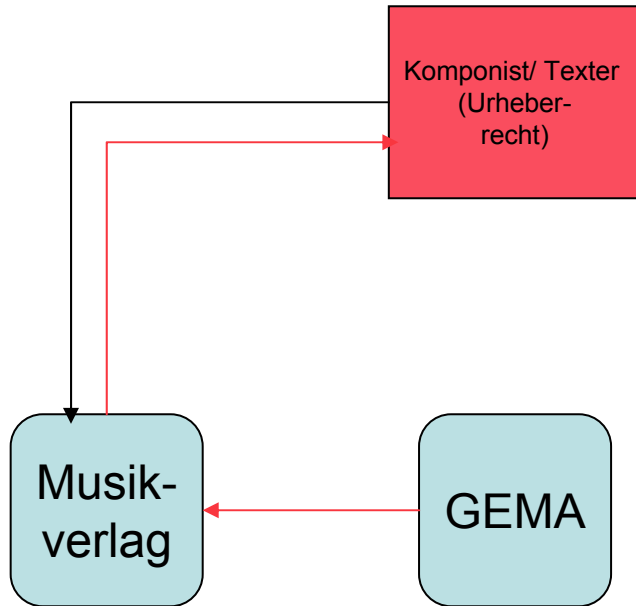 Komponist/ Texter
(Urheber-
recht)
Musik-
verlag
GEMA